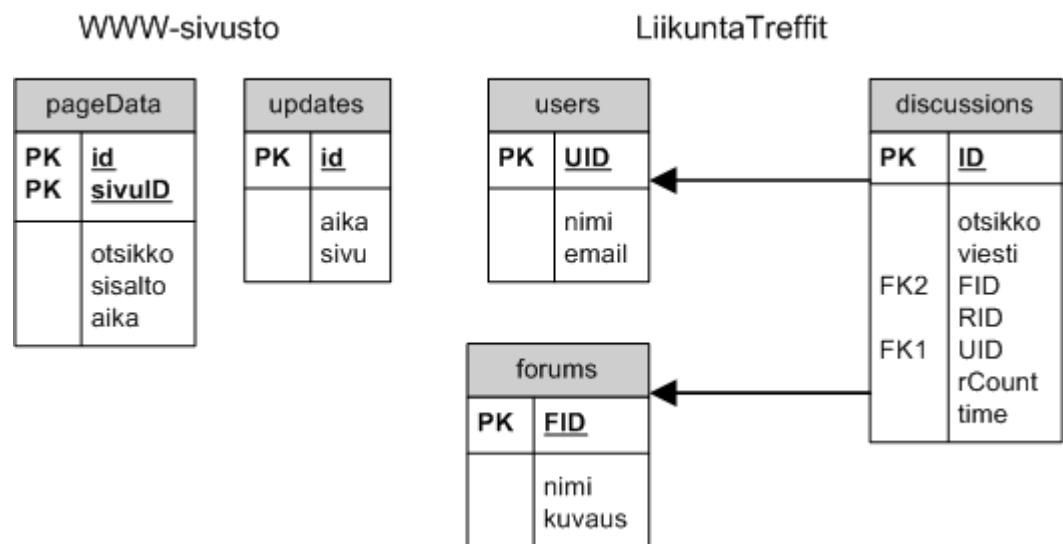 WWW-sivusto
LiikuntaTreffit
pageData
PK id
PK sivuID
otsikko
sisalto
aika
updates
PK id
aika
sivu
users
PK UID
nimi
email
discussions
PK ID
otsikko
viesti
FK2 FID
RID
FK1 UID
rCount
time
forums
PK FID
nimi
kuvaus